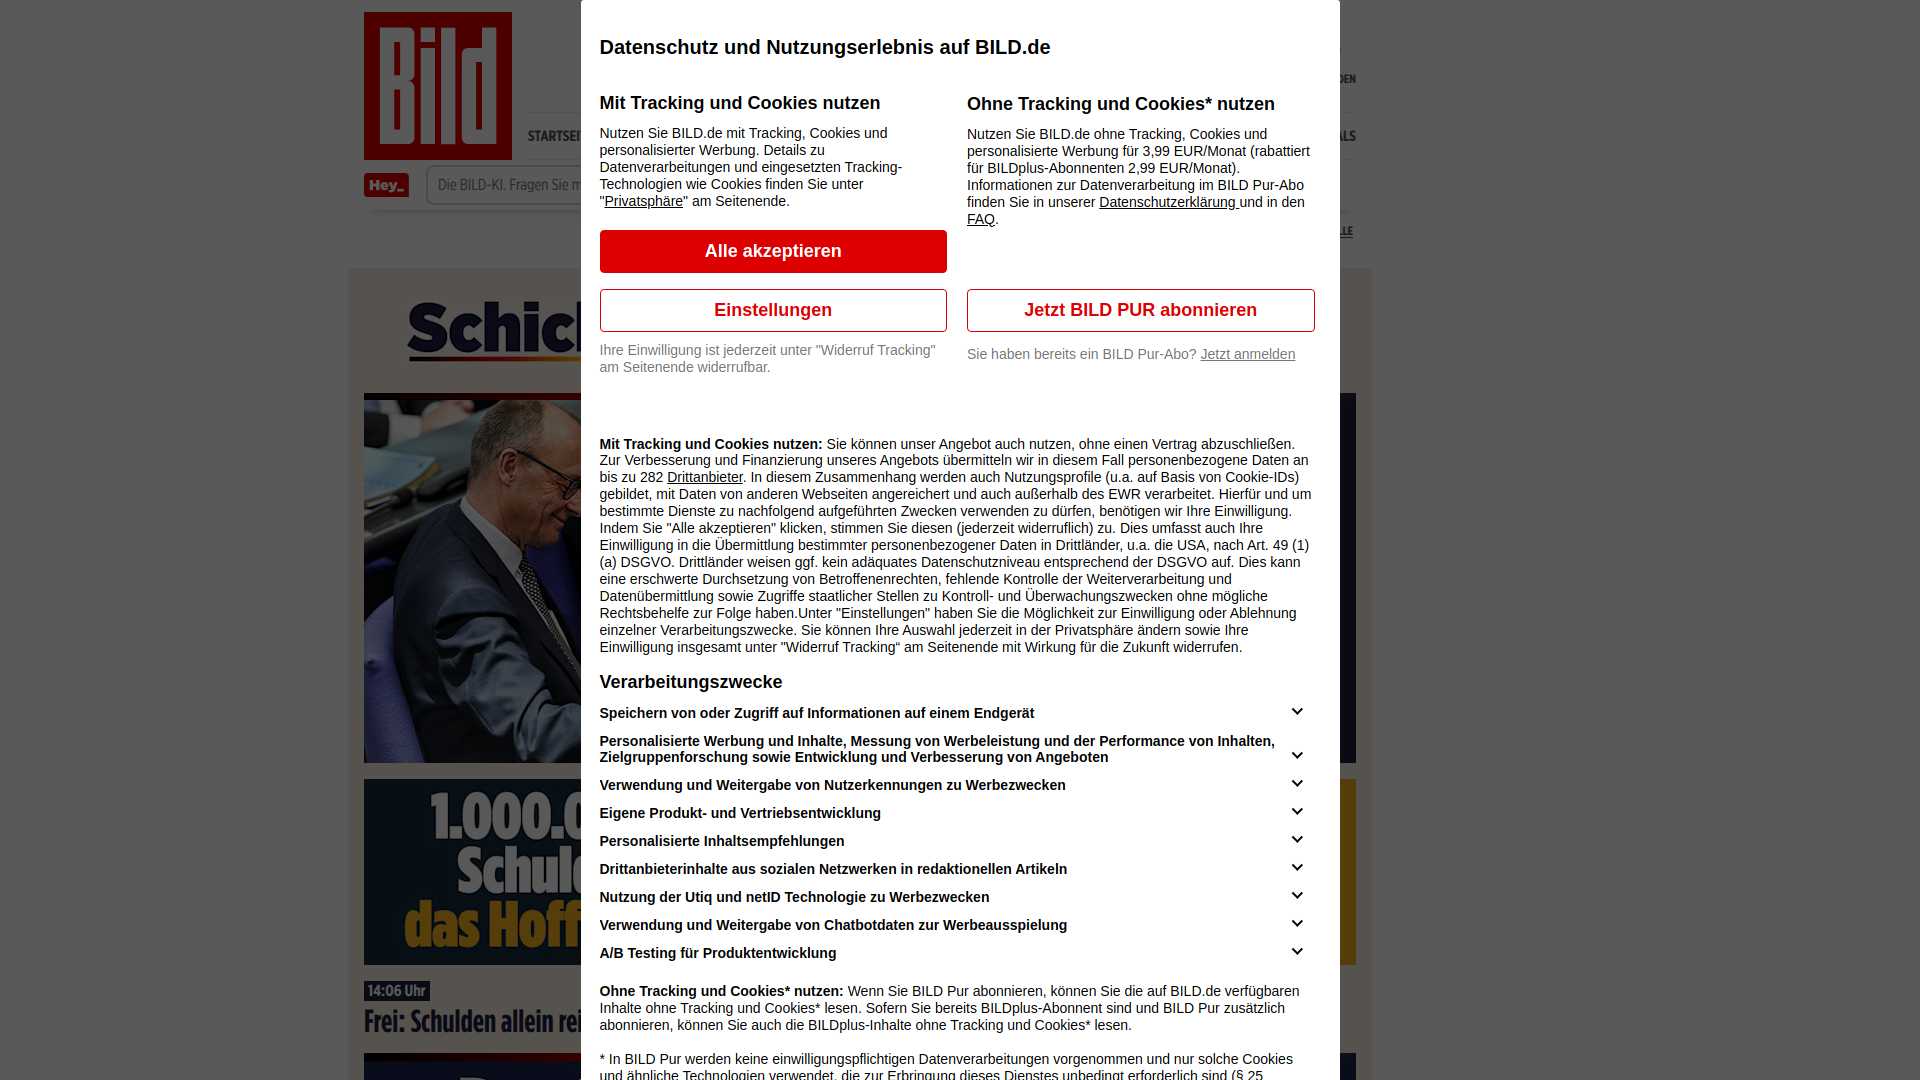 Bild
Datenschutz und Nutzungserlebnis auf BILD.de
Mit Tracking und Cookies nutzen
Nutzen Sie BILD.de mit Tracking, Cookies und
personalisierter Werbung. Details zu
Datenverarbeitungen und eingesetzten Tracking-
Technologien wie Cookies finden Sie unter
"Privatsphäre" am Seitenende.
Alle akzeptieren
Einstellungen
Ihre Einwilligung ist jederzeit unter "Widerruf Tracking"
am Seitenende widerrufbar.
Ohne Tracking und Cookies* nutzen
Nutzen Sie BILD.de ohne Tracking, Cookies und
personalisierte Werbung für 3,99 EUR/Monat (rabattiert
für BILDplus-Abonnenten 2,99 EUR/Monat).
Informationen zur Datenverarbeitung im BILD Pur-Abo
finden Sie in unserer Datenschutzerklärung und in den
FAQ.
Jetzt BILD PUR abonnieren
Sie haben bereits ein BILD Pur-Abo? Jetzt anmelden
Mit Tracking und Cookies nutzen: Sie können unser Angebot auch nutzen, ohne einen Vertrag abzuschließen.
Zur Verbesserung und Finanzierung unseres Angebots übermitteln wir in diesem Fall personenbezogene Daten an
bis zu 282 Drittanbieter. In diesem Zusammenhang werden auch Nutzungsprofile (u.a. auf Basis von Cookie-IDs)
gebildet, mit Daten von anderen Webseiten angereichert und auch außerhalb des EWR verarbeitet. Hierfür und um
bestimmte Dienste zu nachfolgend aufgeführten Zwecken verwenden zu dürfen, benötigen wir Ihre Einwilligung.
Indem Sie "Alle akzeptieren" klicken, stimmen Sie diesen (jederzeit widerruflich) zu. Dies umfasst auch Ihre
Einwilligung in die Übermittlung bestimmter personenbezogener Daten in Drittländer, u.a. die USA, nach Art. 49 (1)
(a) DSGVO. Drittländer weisen ggf. kein adäquates Datenschutzniveau entsprechend der DSGVO auf. Dies kann
eine erschwerte Durchsetzung von Betroffenenrechten, fehlende Kontrolle der Weiterverarbeitung und
Datenübermittlung sowie Zugriffe staatlicher Stellen zu Kontroll- und Überwachungszwecken ohne mögliche
Rechtsbehelfe zur Folge haben.Unter "Einstellungen" haben Sie die Möglichkeit zur Einwilligung oder Ablehnung
einzelner Verarbeitungszwecke. Sie können Ihre Auswahl jederzeit in der Privatsphäre ändern sowie Ihre
Einwilligung insgesamt unter "Widerruf Tracking“ am Seitenende mit Wirkung für die Zukunft widerrufen.
Verarbeitungszwecke
Speichern von oder Zugriff auf Informationen auf einem Endgerät
Personalisierte Werbung und Inhalte, Messung von Werbeleistung und der Performance von Inhalten,
Zielgruppenforschung sowie Entwicklung und Verbesserung von Angeboten
Verwendung und Weitergabe von Nutzerkennungen zu Werbezwecken
Eigene Produkt- und Vertriebsentwicklung
Personalisierte Inhaltsempfehlungen
Drittanbieterinhalte aus sozialen Netzwerken in redaktionellen Artikeln
Nutzung der Utiq und netID Technologie zu Werbezwecken
Verwendung und Weitergabe von Chatbotdaten zur Werbeausspielung
A/B Testing für Produktentwicklung
Ohne Tracking und Cookies* nutzen: Wenn Sie BILD Pur abonnieren, können Sie die auf BILD.de verfügbaren
Inhalte ohne Tracking und Cookies* lesen. Sofern Sie bereits BILDplus-Abonnent sind und BILD Pur zusätzlich
abonnieren, können Sie auch die BILDplus-Inhalte ohne Tracking und Cookies* lesen.
* In BILD Pur werden keine einwilligungspflichtigen Datenverarbeitungen vorgenommen und nur solche Cookies
und ähnliche Technologien verwendet, die zur Erbringung dieses Dienstes unbedingt erforderlich sind (§ 25
STARTSEI
Hey_
Die BILD-KI. Fragen Sie m
Schic
1.000.0
Schul
das Hoff
14:06 Uhr
Frei: Schulden allein rei
DEN
ALS
LLE